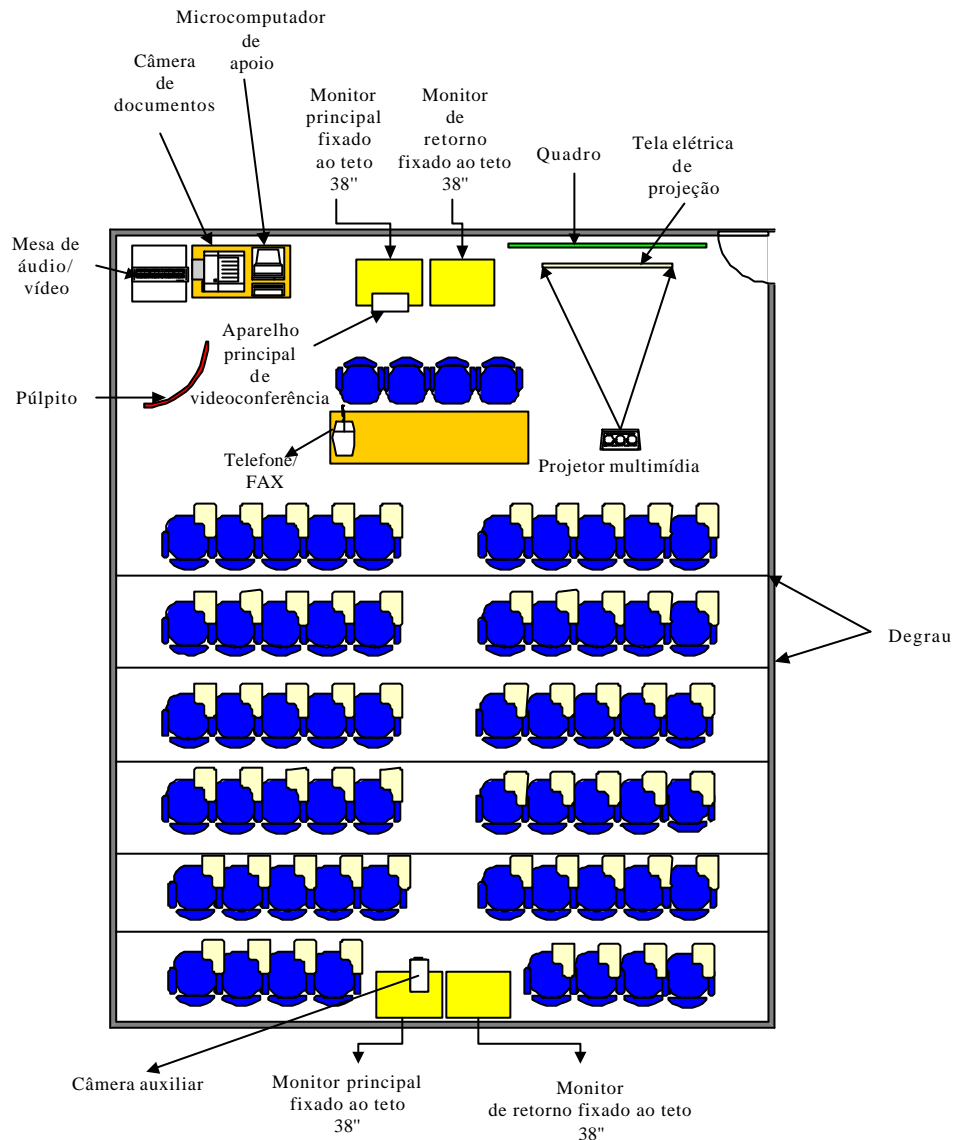 Microcomputador
de
apoio
Câmera
de
documentos
Monitor
principal
fixado
ao teto
38"
Monitor
de
retorno
fixado ao teto
38"
Quadro
Tela elétrica
de
projeção
Mesa de
áudio/
vídeo
Aparelho
principal
de
videoconferência
Púlpito
Telefone/
FAX
Projetor multimídia
Degrau
Câmera auxiliar
Monitor principal
fixado ao teto
38"
Monitor
de retorno fixado ao teto
38"